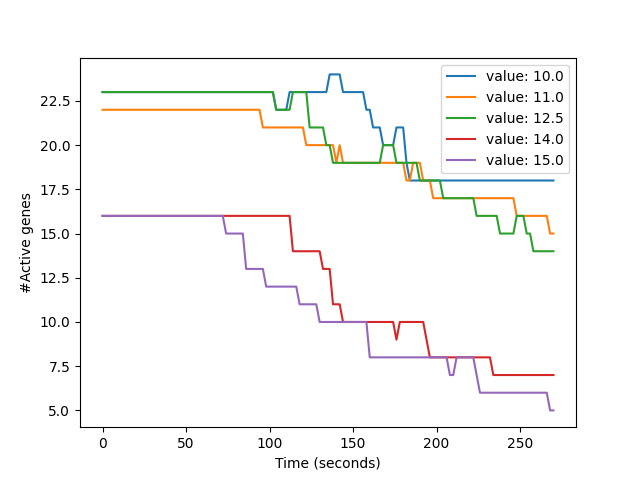 value: 10.0
value: 11.0
value: 12.5
value: 14.0
value: 15.0
22.5
20.0
17.5
15.0
12.5
10.0
7.5
5.0
#Active genes
0 50 100 150 200 250
Time (seconds)